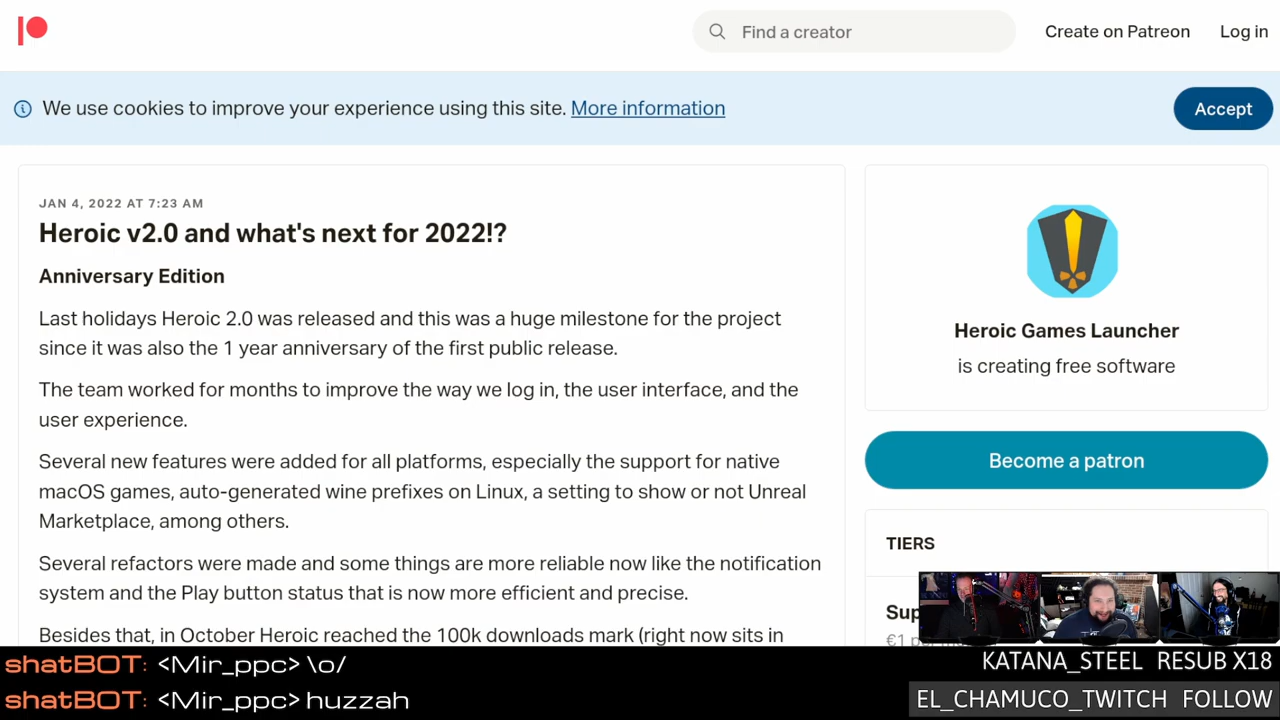 Find a creator
Create on Patreon
Log in
We use cookies to improve your experience using this site. More information
Accept
JAN 4, 2022 AT 7:23 AM
Heroic v2.0 and what's next for 2022!?
Anniversary Edition
Last holidays Heroic 2.0 was released and this was a huge milestone for the project
since it was also the 1 year anniversary of the first public release.
The team worked for months to improve the way we log in, the user interface, and the
user experience.
Several new features were added for all platforms, especially the support for native
macOS games, auto-generated wine prefixes on Linux, a setting to show or not Unreal
Marketplace, among others.
Several refactors were made and some things are more reliable now like the notification
system and the Play button status that is now more efficient and precise.
Besides that, in October Heroic reached the 100k downloads mark (right now sits in
Heroic Games Launcher
is creating free software
Become a patron
TIERS
€1
shatBOT: <Mir_ppc> \o/
shatBOT: <Mir_ppc> huzzah
KATANA_STEEL RESUB X18
EL_CHAMUCO_TWITCH FOLLOW